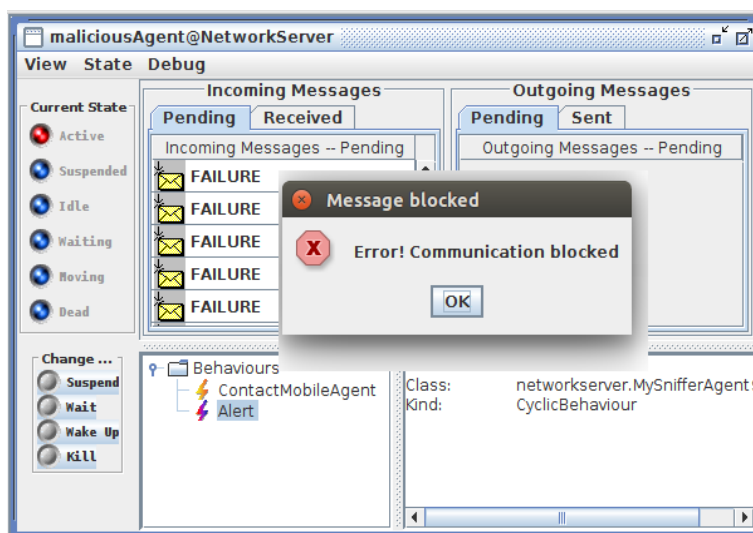 maliciousAgent@NetworkServer
View State Debug
Current State
Active
Suspended
Idle
Waiting
Moving
Dead
Change ...
Suspend
Wait
Wake Up
Kill
Incoming Messages
Pending Received
Incoming Messages -- Pending
FAILURE
FAILURE
FAILURE
FAILURE
FAILURE
Outgoing Messages
Pending Sent
Outgoing Messages -- Pending
Message blocked
X
Error! Communication blocked
OK
Behaviours
ContactMobileAgent
Alert
Class: networkserver.MySnifferAgent
Kind: CyclicBehaviour